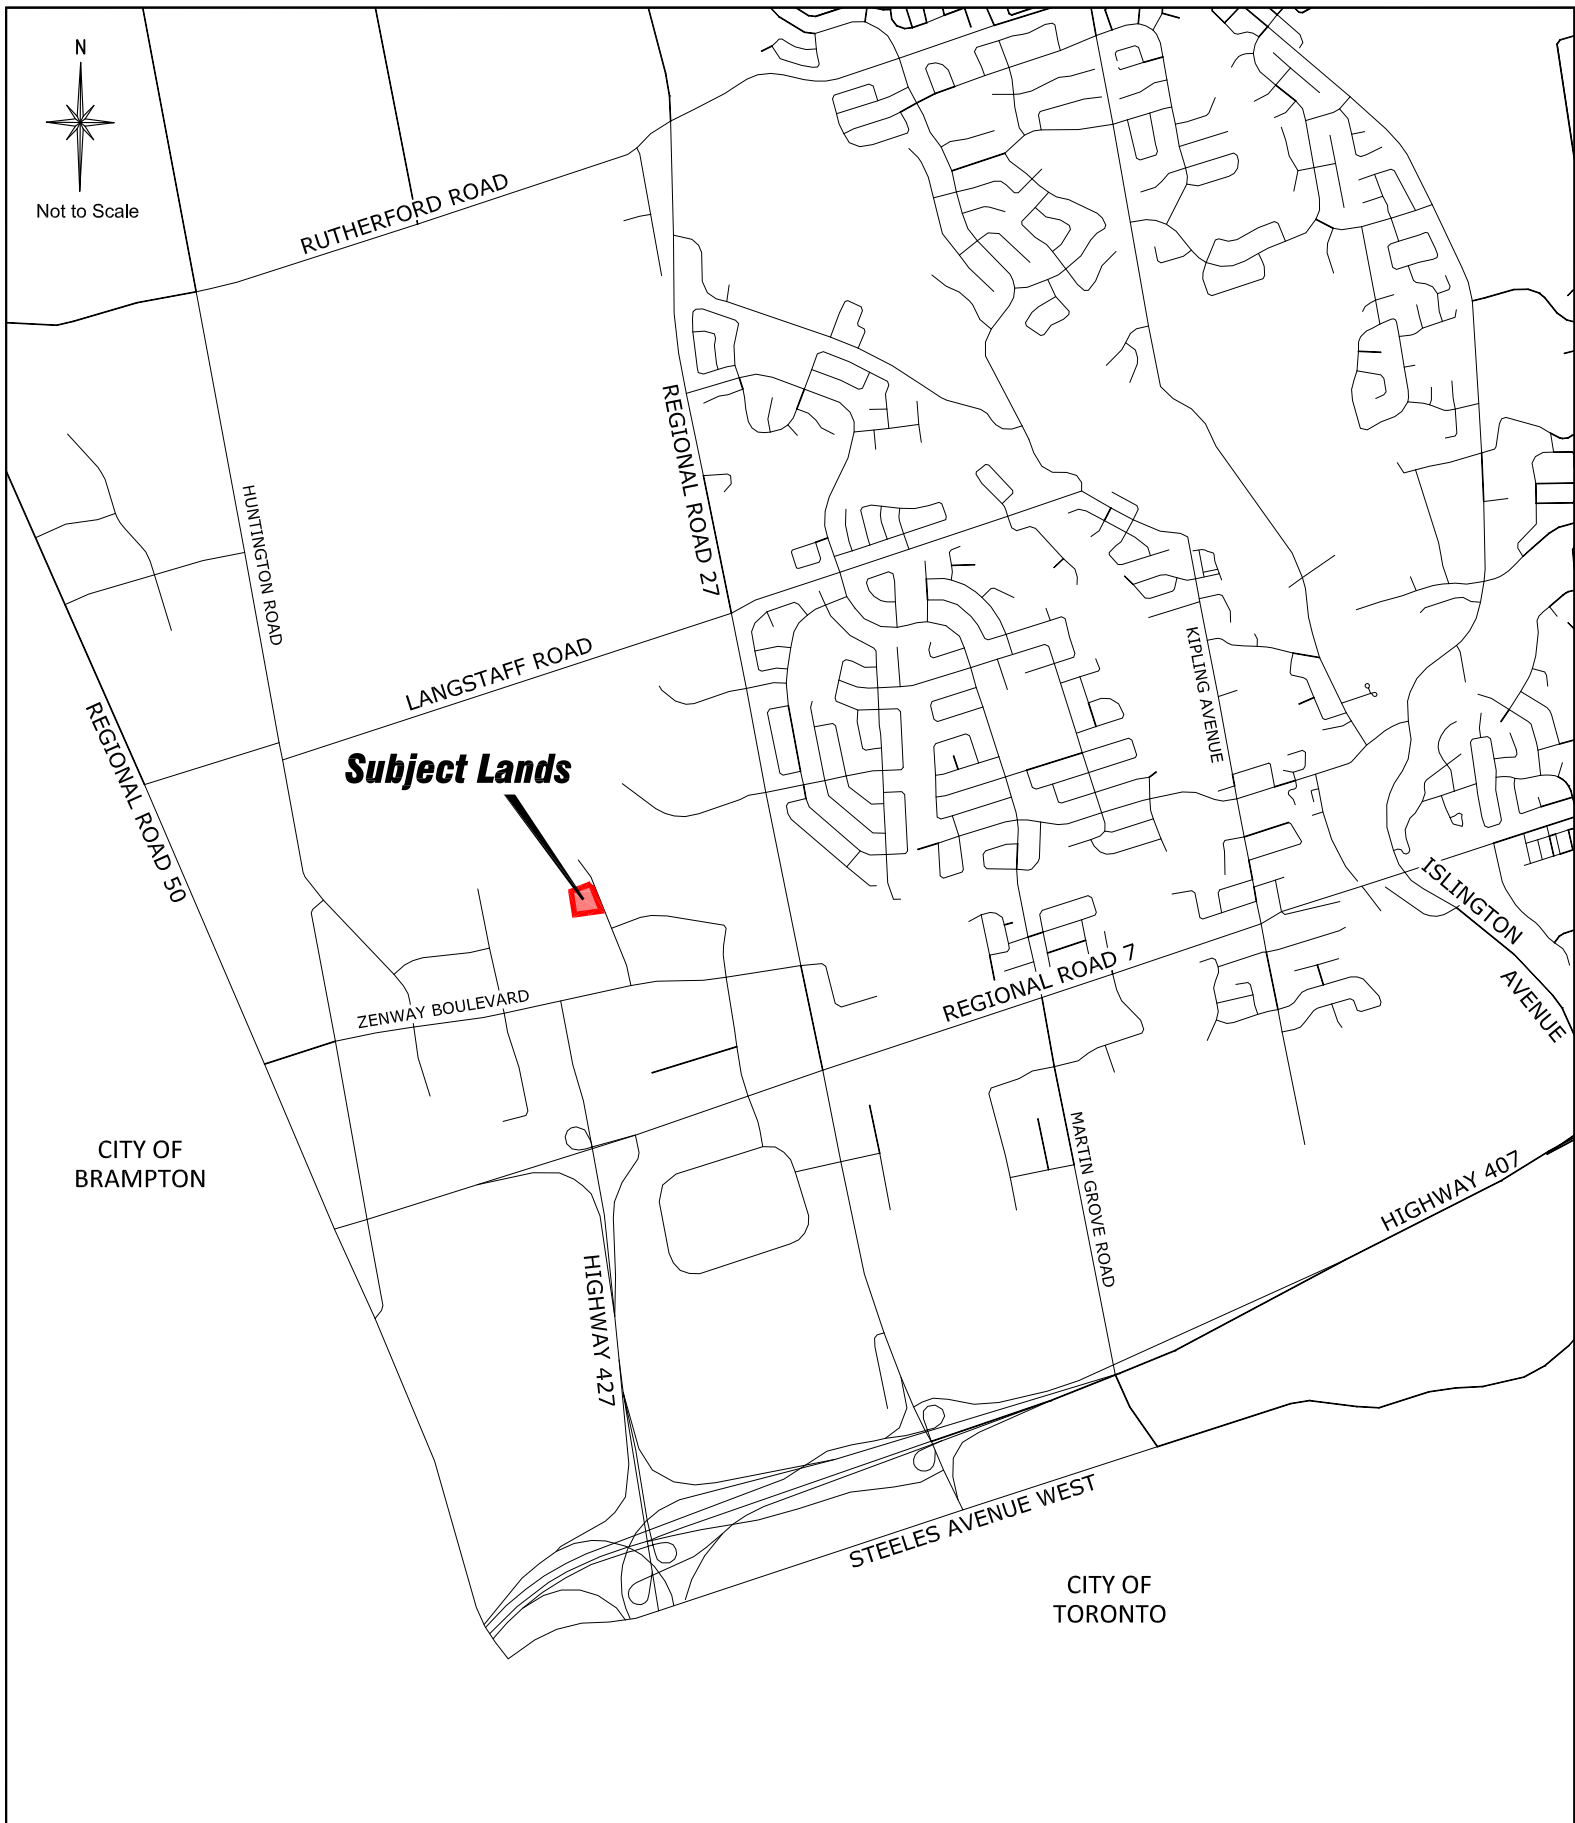 N
Not to Scale
RUTHERFORD ROAD
REGIONAL ROAD 27
HUNTINGTON ROAD
LANGSTAFF ROAD
KIPLING AVENUE
REGIONAL ROAD 50
Subject Lands
ISLINGTON
AVENUE
ZENWAY BOULEVARD
REGIONAL ROAD 7
CITY OF
BRAMPTON
MARTIN GROVE ROAD
HIGHWAY 407
HIGHWAY 427
STEELES AVENUE WEST
CITY OF
TORONTO